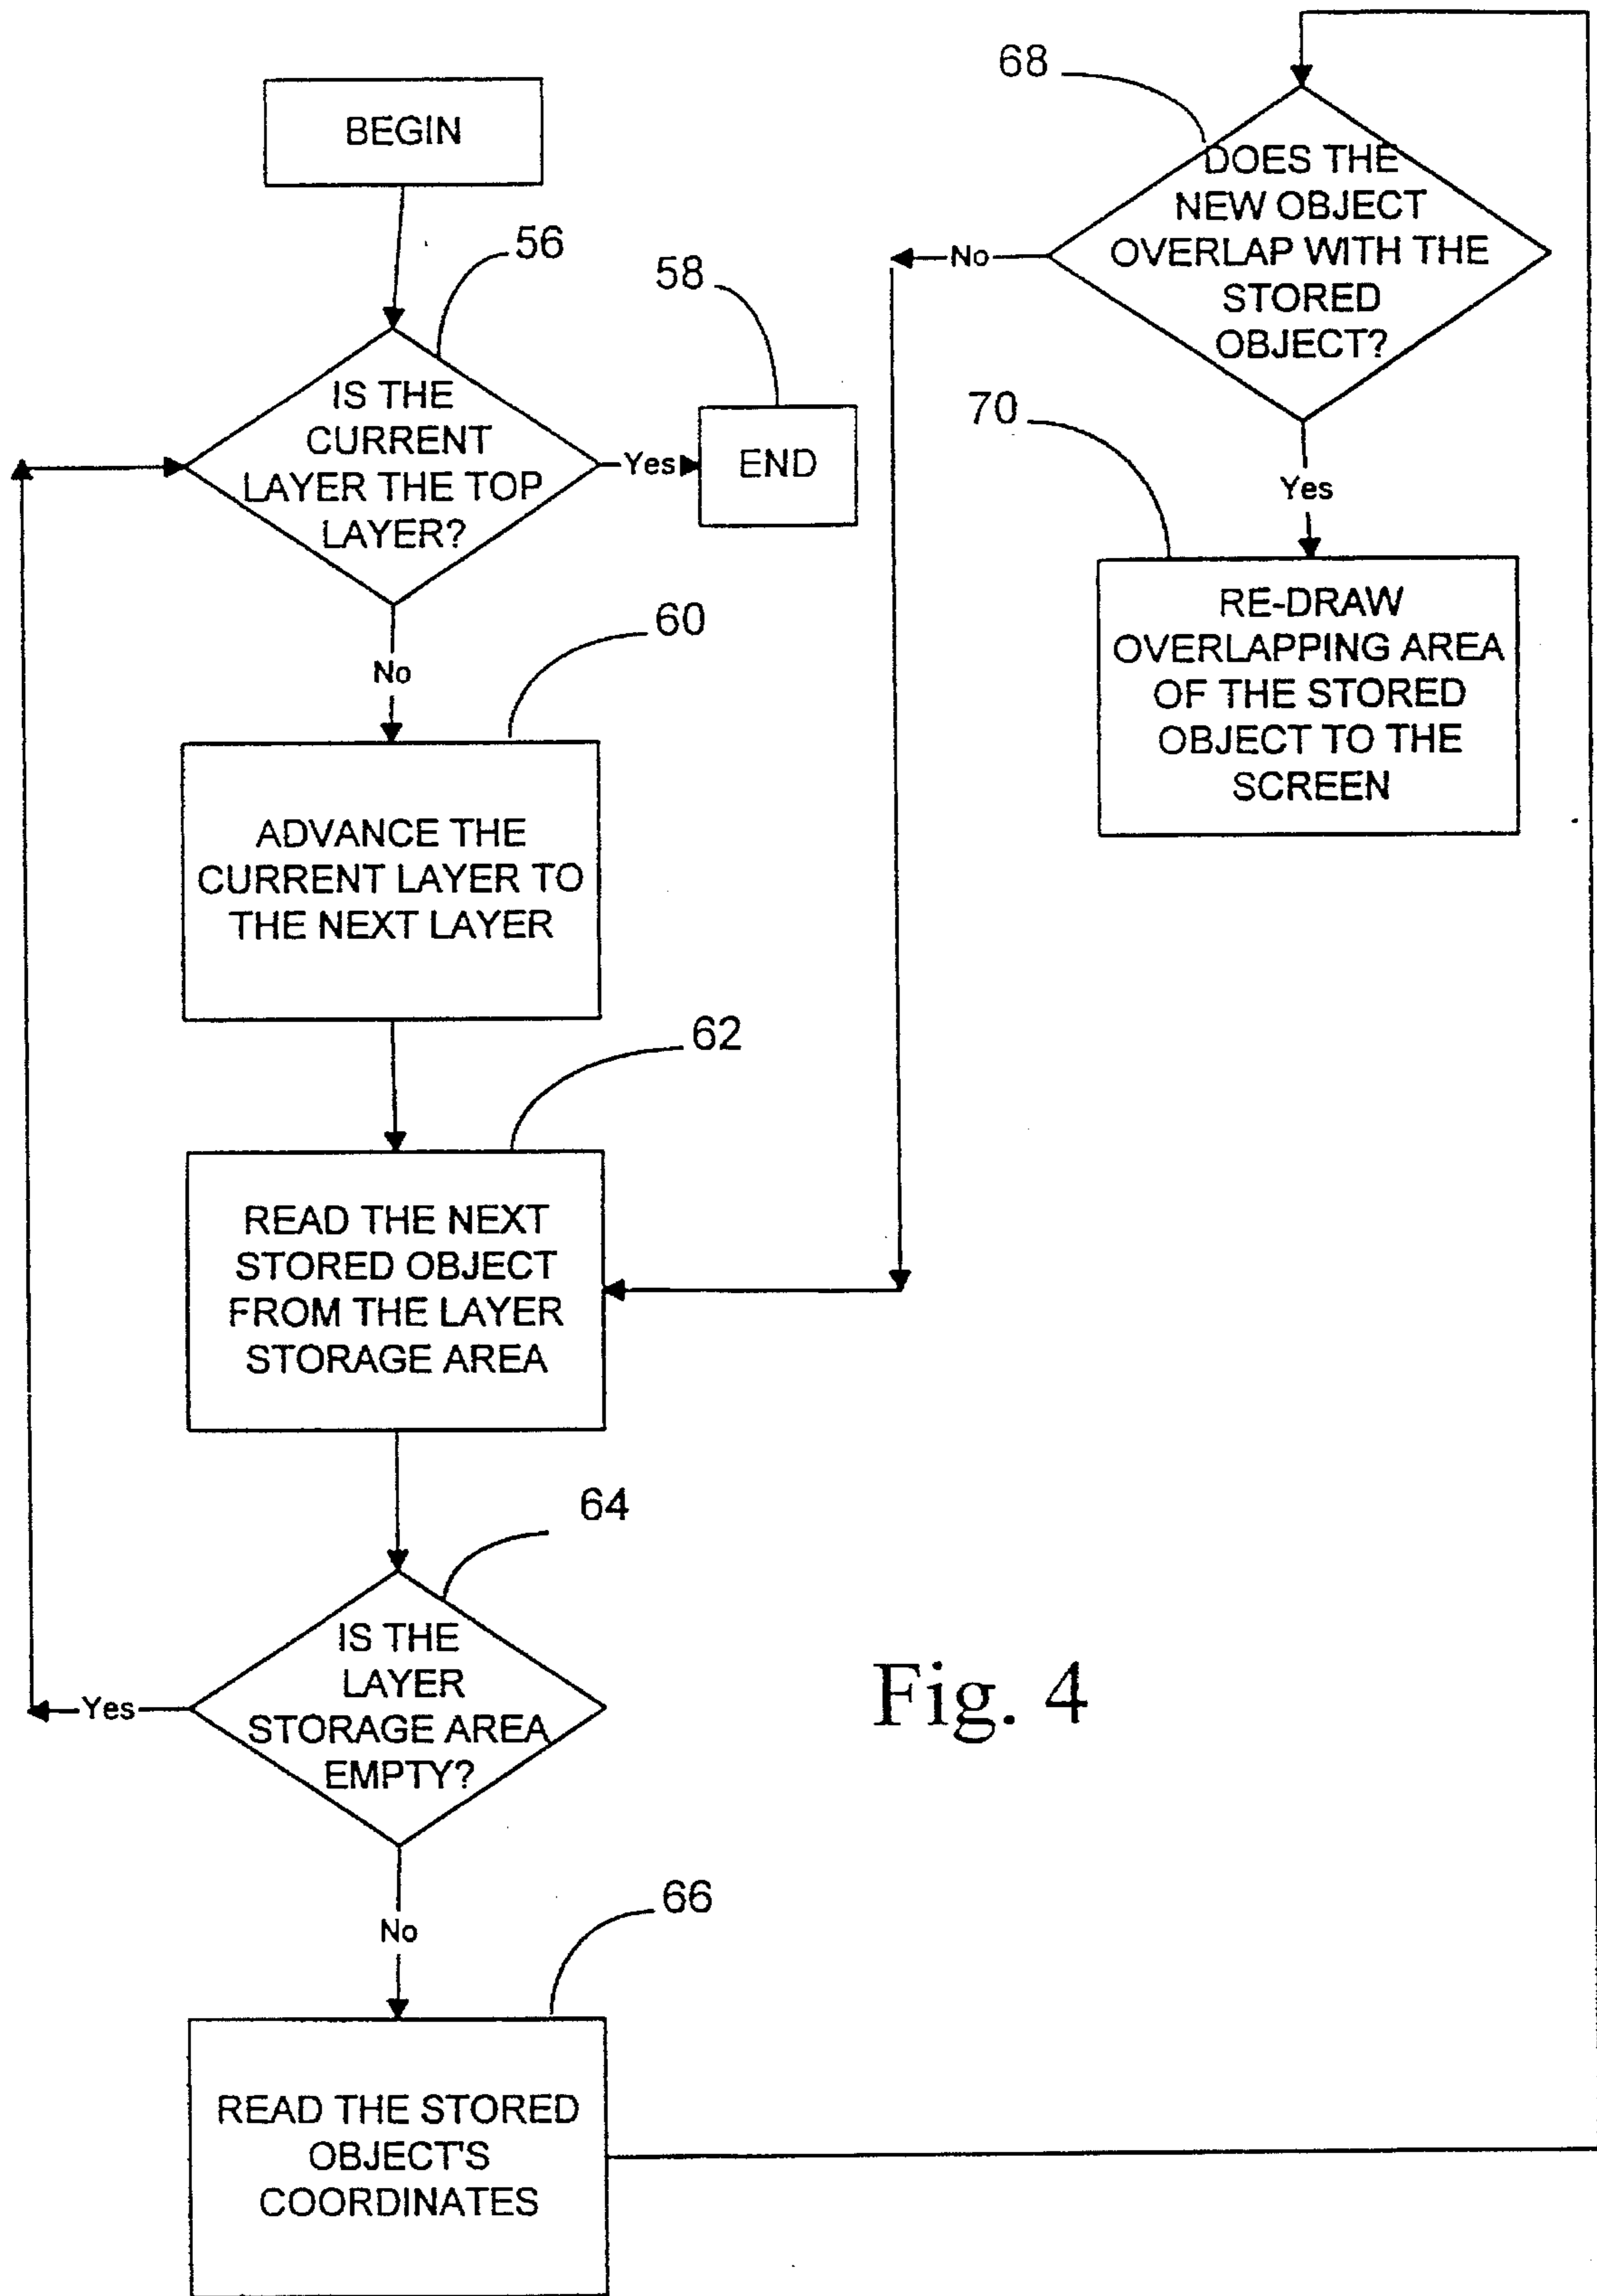 BEGIN
56
IS THE
CURRENT
LAYER THE TOP
LAYER?
Yes
58
END
No
60
ADVANCE THE
CURRENT LAYER TO
THE NEXT LAYER
62
READ THE NEXT
STORED OBJECT
FROM THE LAYER
STORAGE AREA
64
IS THE
LAYER
STORAGE AREA
EMPTY?
Yes
No
66
READ THE STORED
OBJECT'S
COORDINATES
68
DOES THE
NEW OBJECT
OVERLAP WITH THE
STORED
OBJECT?
No
Yes
70
RE-DRAW
OVERLAPPING AREA
OF THE STORED
OBJECT TO THE
SCREEN
Fig. 4